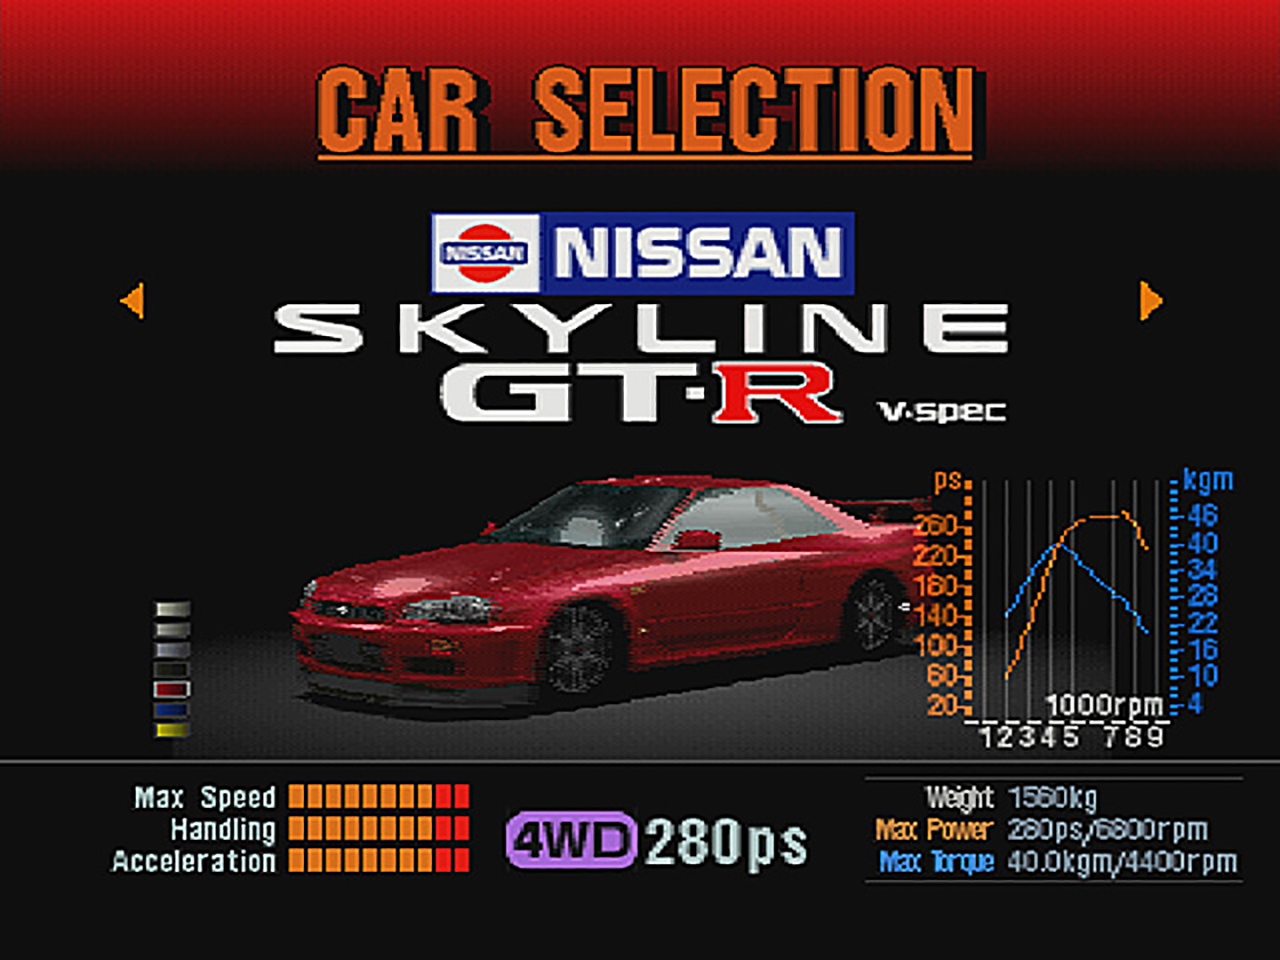 CAR SELECTION
NISSAN NISSAN
SKYLINE
GT-R V·spec
ps kgm
260 46
220 40
180 34
140 28
100 22
60 16
20 10
4
1000rpm
12345 789
Max Speed
Handling
Acceleration
4WD 280ps
Weight 1560kg
Max Power 280ps/6800rpm
Max Torque 40.0kgm/4400rpm